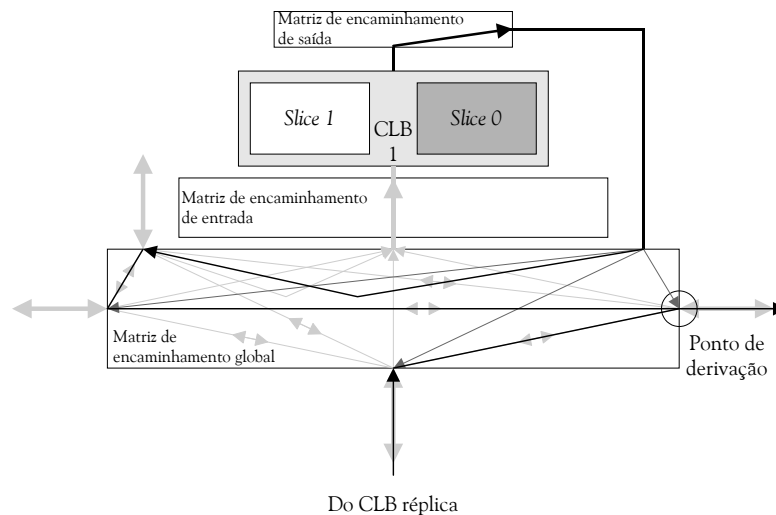 Matriz de encaminhamento
de saída
Slice 1
CLB
1
Slice 0
Matriz de encaminhamento
de entrada
Matriz de
encaminhamento global
Ponto de
derivação
Do CLB réplica